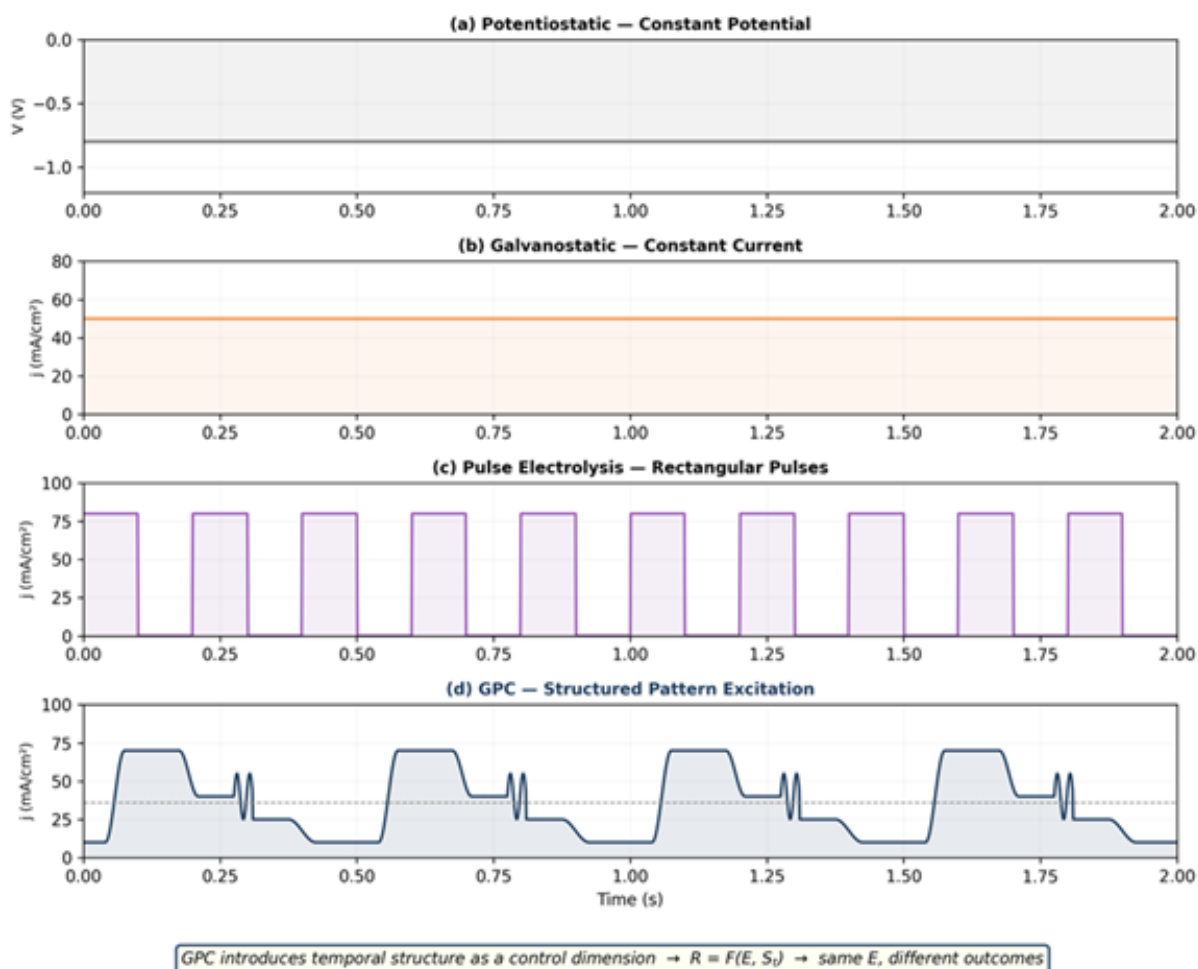 (a) Potentiostatic — Constant Potential
V (V)
0.0
−0.5
−1.0
0.00 0.25 0.50 0.75 1.00 1.25 1.50 1.75 2.00
(b) Galvanostatic — Constant Current
j (mA/cm²)
80
60
40
20
0
0.00 0.25 0.50 0.75 1.00 1.25 1.50 1.75 2.00
(c) Pulse Electrolysis — Rectangular Pulses
j (mA/cm²)
100
75
50
25
0
0.00 0.25 0.50 0.75 1.00 1.25 1.50 1.75 2.00
(d) GPC — Structured Pattern Excitation
j (mA/cm²)
100
75
50
25
0
0.00 0.25 0.50 0.75 1.00 1.25 1.50 1.75 2.00
Time (s)
GPC introduces temporal structure as a control dimension → R = F(E, Sₜ) → same E, different outcomes